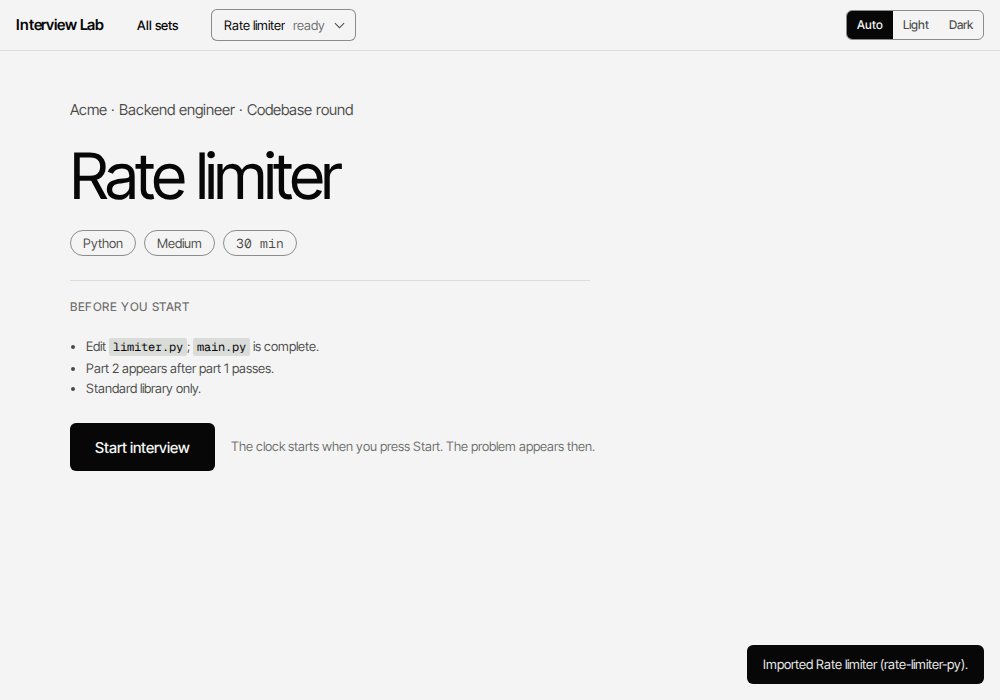 Interview Lab All sets Rate limiter ready Auto Light Dark
Acme · Backend engineer · Codebase round
Rate limiter
Python Medium 30 min
BEFORE YOU START
• Edit limiter.py; main.py is complete.
• Part 2 appears after part 1 passes.
• Standard library only.
Start interview The clock starts when you press Start. The problem appears then.
Imported Rate limiter (rate-limiter-py).